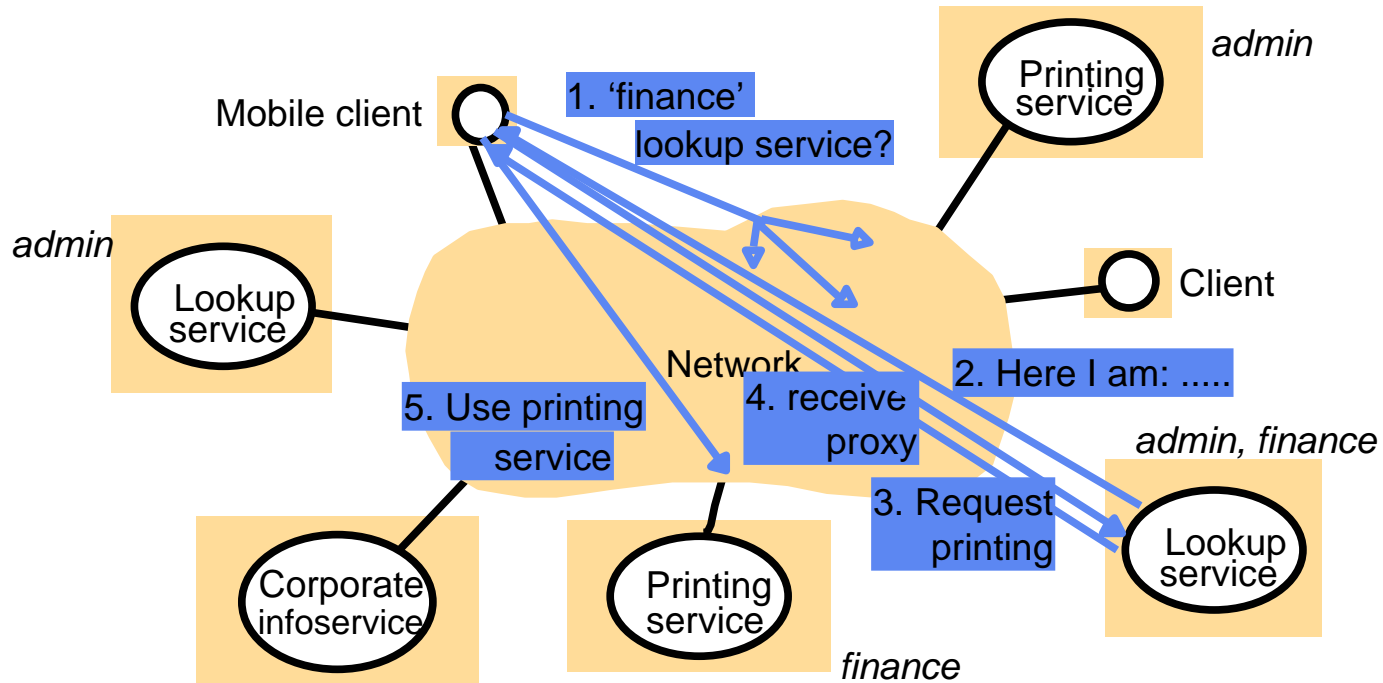 admin
Printing
service
1. ‘finance’
lookup service?
Mobile client
admin
Lookup
service
Client
Network
2. Here I am: .....
4. receive
proxy
5. Use printing
service
admin, finance
3. Request
printing
Lookup
service
Corporate
infoservice
Printing
service
finance